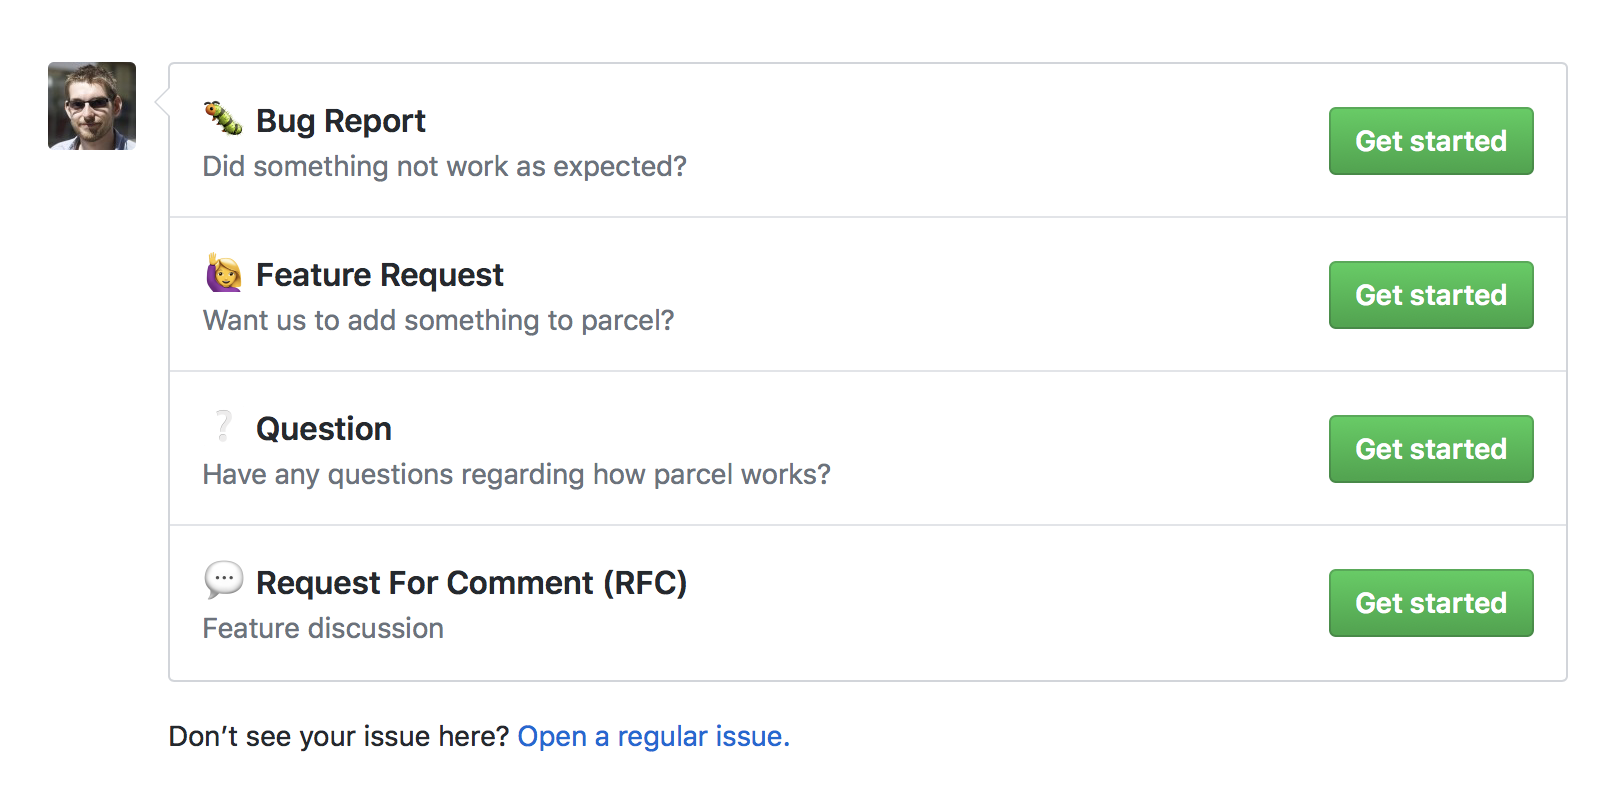 Bug Report
Get started
Did something not work as expected?
Feature Request
Get started
Want us to add something to parcel?
Question
Get started
Have any questions regarding how parcel works?
Request For Comment (RFC)
Get started
Feature discussion
Don’t see your issue here? Open a regular issue.